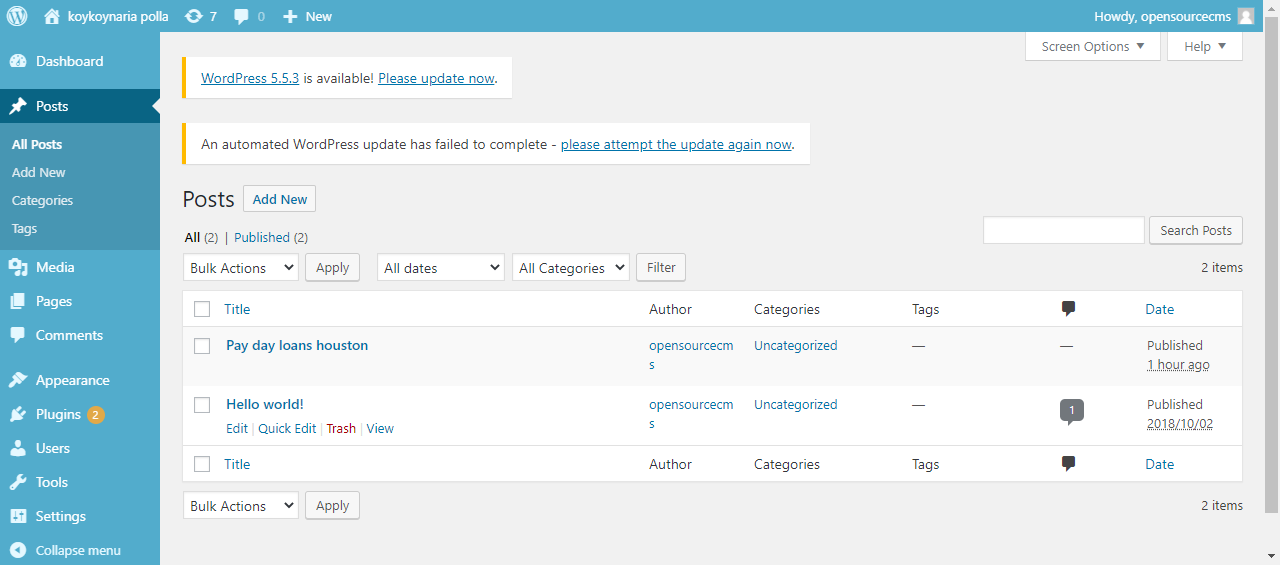 koykoynaria polla 7 0 New Howdy, opensourcecms
Dashboard
Posts
All Posts
Add New
Categories
Tags
Media
Pages
Comments
Appearance
Plugins 2
Users
Tools
Settings
Collapse menu
Screen Options Help
WordPress 5.5.3 is available! Please update now.
An automated WordPress update has failed to complete - please attempt the update again now.
Posts Add New
All (2) | Published (2)
Search Posts
Bulk Actions Apply All dates All Categories Filter 2 items
Title Author Categories Tags Date
Pay day loans houston opensourcecm Uncategorized — — Published
s 1 hour ago
Hello world! opensourcecm Uncategorized — 1 Published
s 2018/10/02
Edit | Quick Edit | Trash | View
Title Author Categories Tags Date
Bulk Actions Apply 2 items